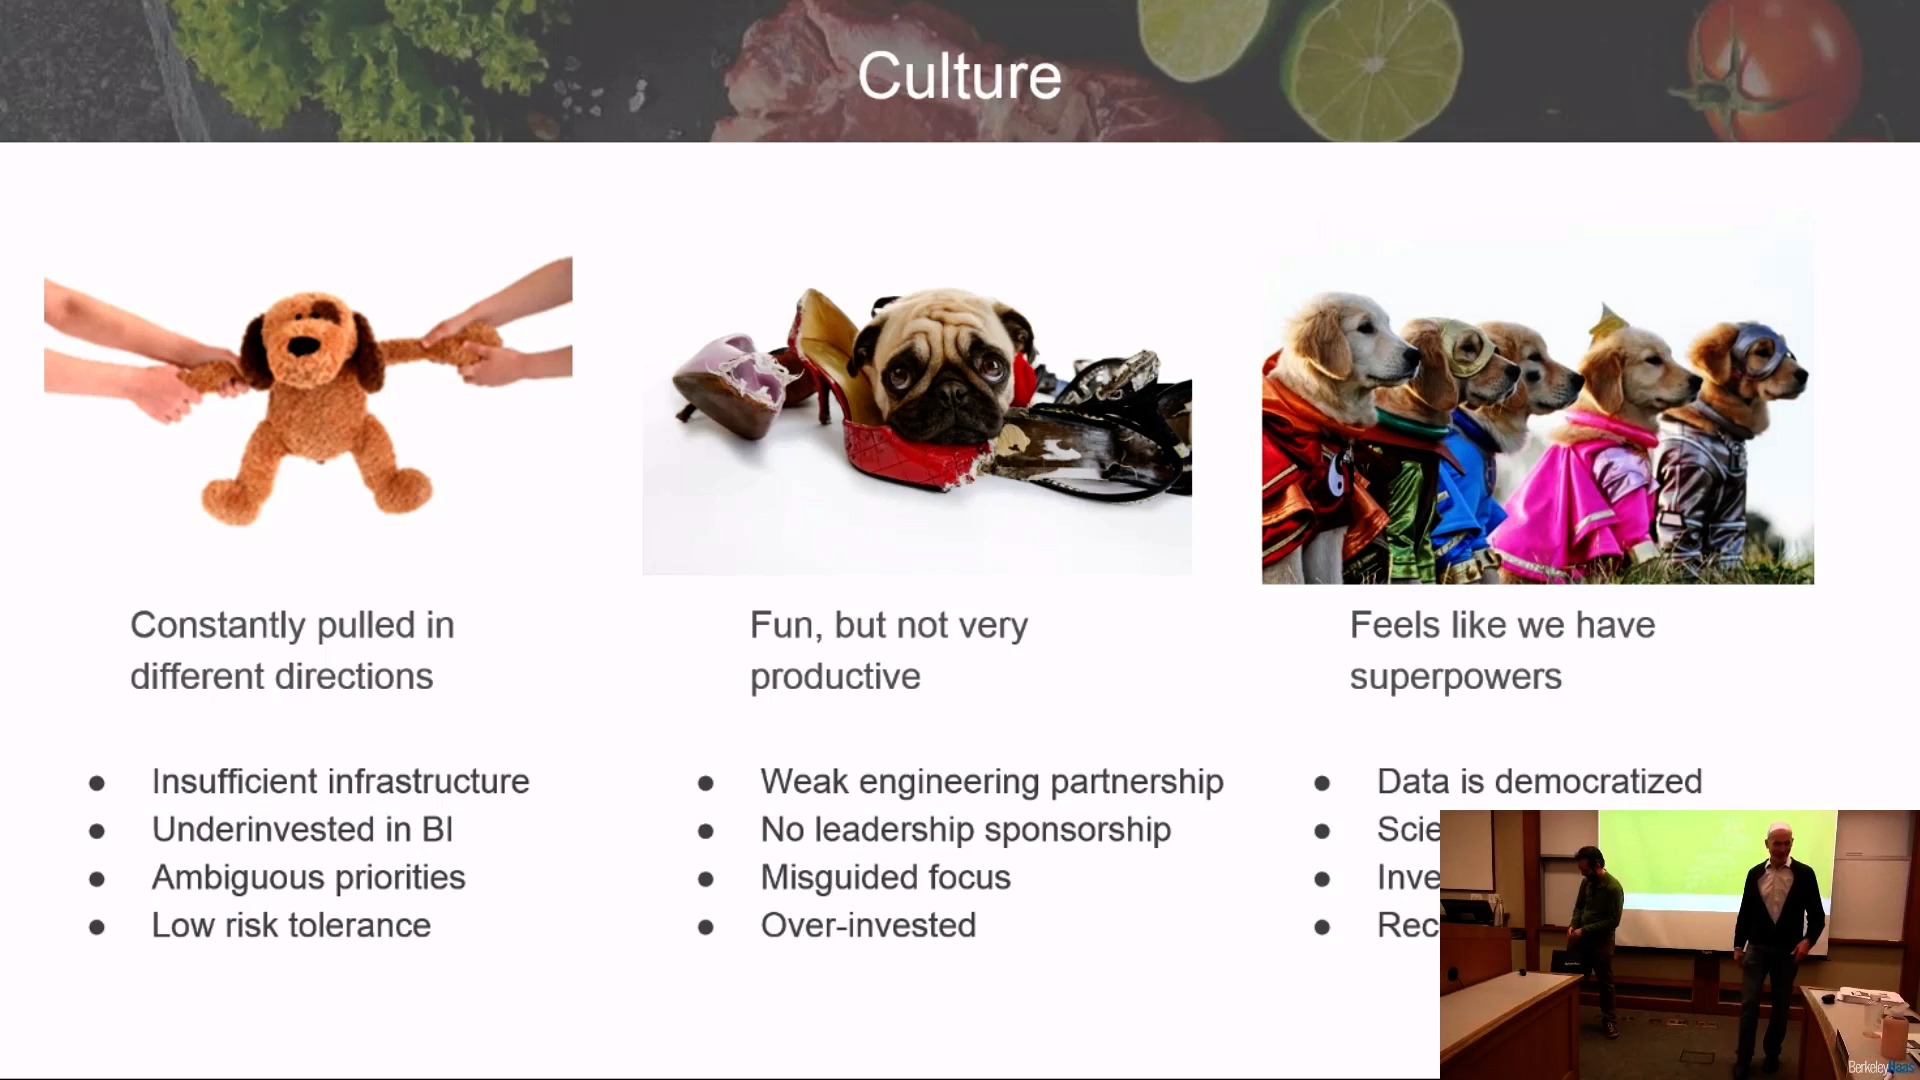 Culture
Constantly pulled in
different directions
Insufficient infrastructure
Underinvested in BI
Ambiguous priorities
Low risk tolerance
Fun, but not very
productive
Weak engineering partnership
No leadership sponsorship
Misguided focus
Over-invested
Feels like we have
superpowers
Data is democratized
Scie
Inve
Rec
BerkeleyHaas